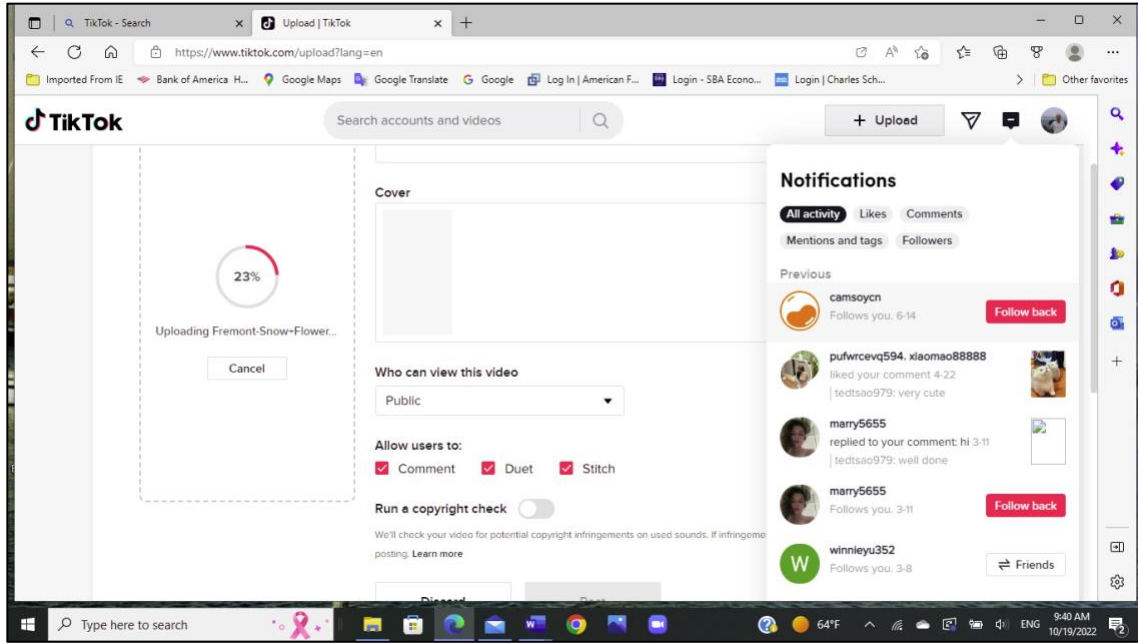 TikTok - Search
Upload | TikTok
https://www.tiktok.com/upload?lang=en
Imported From IE
Bank of America H...
Google Maps
Google Translate
Google
Log In | American F...
Login - SBA Econo...
Login | Charles Sch...
Other favorites
TikTok
Search accounts and videos
+ Upload
Cover
23%
Uploading Fremont-Snow+Flower...
Cancel
Who can view this video
Public
Allow users to:
Comment
Duet
Stitch
Run a copyright check
We'll check your video for potential copyright infringements on used sounds. If infringeme
posting. Learn more
Discard
Post
Notifications
All activity
Likes
Comments
Mentions and tags
Followers
Previous
camsoycn
Follows you. 6-14
Follow back
pufwrcevq594. xiaomao88888
liked your comment 4-22
tedtsao979: very cute
marry5655
replied to your comment: hi 3-11
tedtsao979: well done
marry5655
Follows you. 3-11
Follow back
W
winnieyu352
Follows you. 3-8
Friends
Type here to search
64°F
ENG
9:40 AM
10/19/2022
2